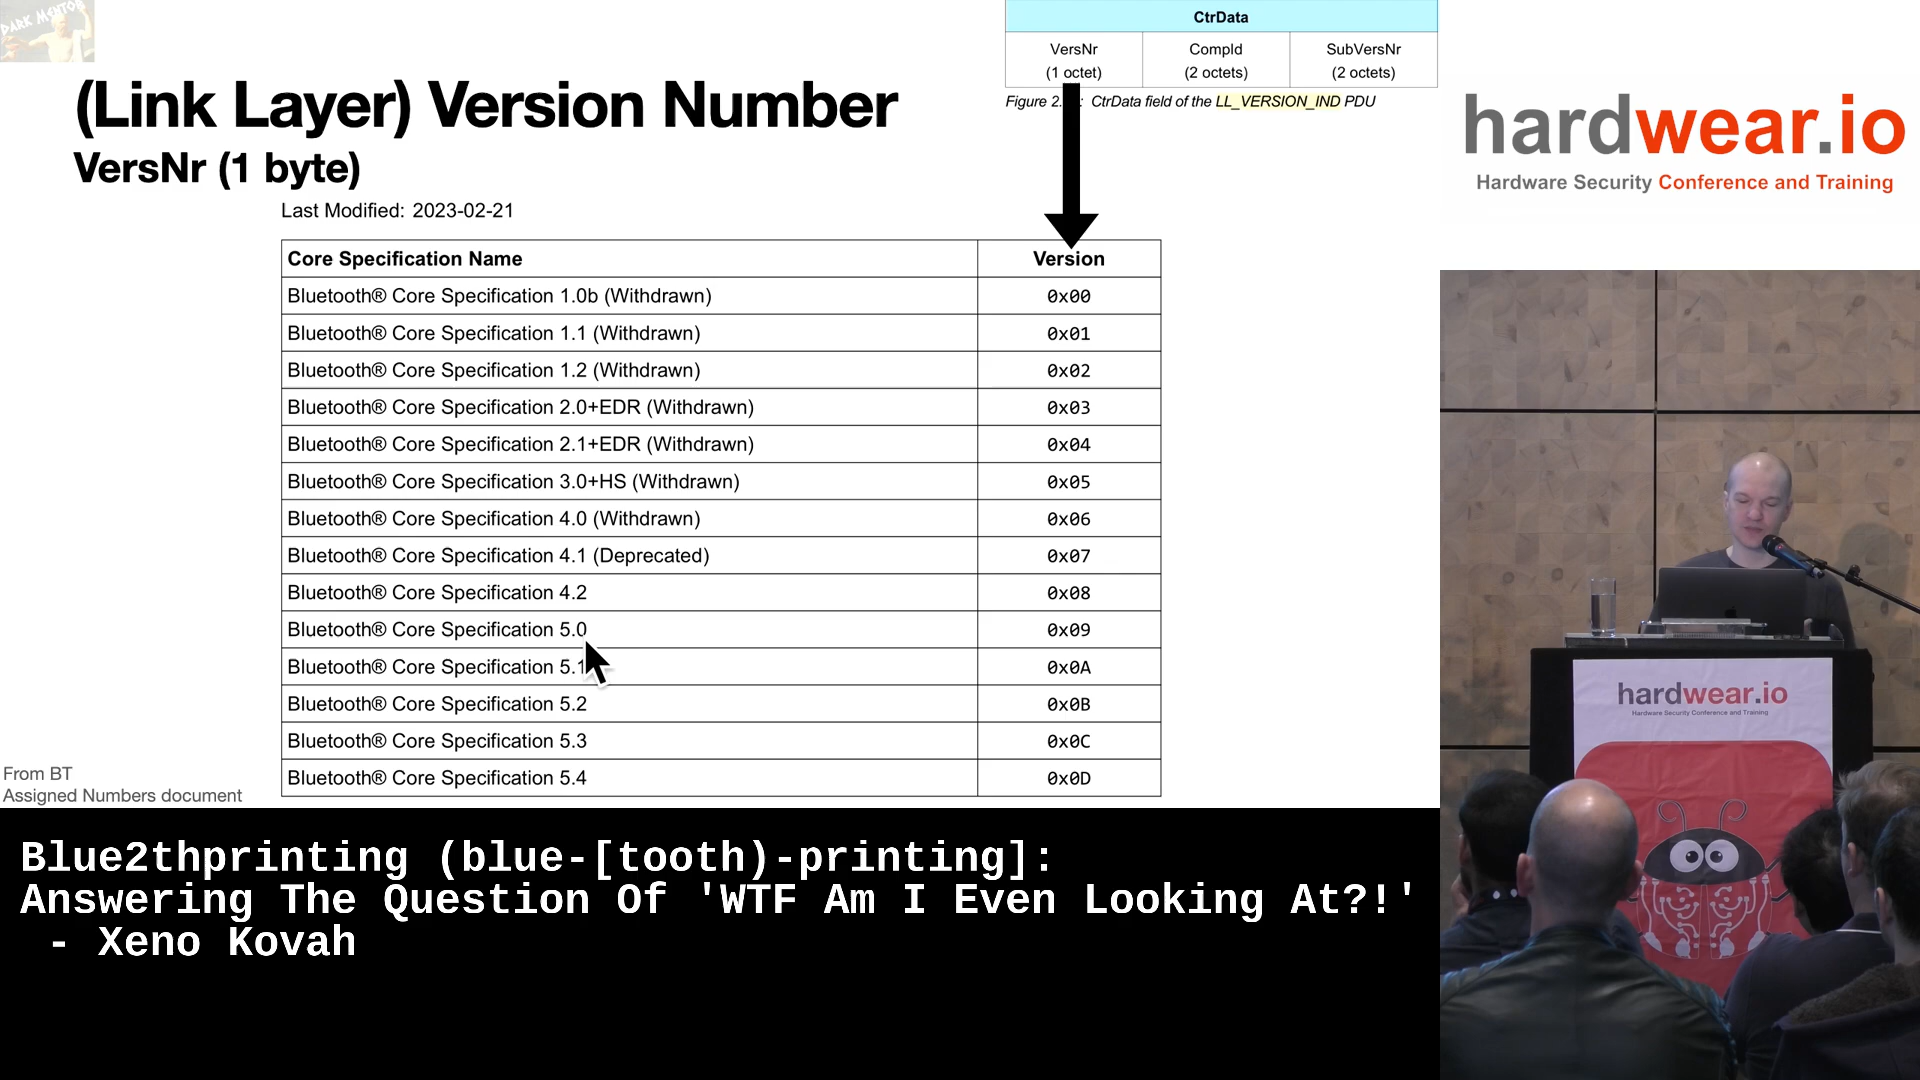 DARK MENTOR
CtrData
VersNr CompId SubVersNr
(1 octet) (2 octets) (2 octets)
Figure 2. : CtrData field of the LL_VERSION_IND PDU
(Link Layer) Version Number
VersNr (1 byte)
Last Modified: 2023-02-21
Core Specification Name Version
Bluetooth® Core Specification 1.0b (Withdrawn) 0x00
Bluetooth® Core Specification 1.1 (Withdrawn) 0x01
Bluetooth® Core Specification 1.2 (Withdrawn) 0x02
Bluetooth® Core Specification 2.0+EDR (Withdrawn) 0x03
Bluetooth® Core Specification 2.1+EDR (Withdrawn) 0x04
Bluetooth® Core Specification 3.0+HS (Withdrawn) 0x05
Bluetooth® Core Specification 4.0 (Withdrawn) 0x06
Bluetooth® Core Specification 4.1 (Deprecated) 0x07
Bluetooth® Core Specification 4.2 0x08
Bluetooth® Core Specification 5.0 0x09
Bluetooth® Core Specification 5.1 0x0A
Bluetooth® Core Specification 5.2 0x0B
Bluetooth® Core Specification 5.3 0x0C
Bluetooth® Core Specification 5.4 0x0D
From BT
Assigned Numbers document
hardwear.io
Hardware Security Conference and Training
hardwear.io
Hardware Security Conference and Training
Blue2thprinting (blue-[tooth)-printing]:
Answering The Question Of 'WTF Am I Even Looking At?!'
- Xeno Kovah